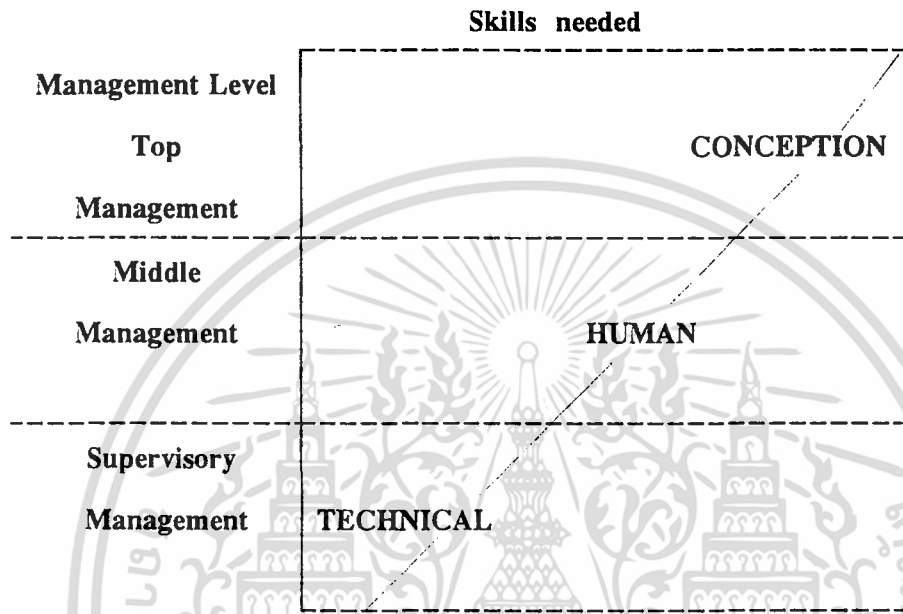 Skills needed
Management Level
Top
CONCEPTION
Management
Middle
Management
HUMAN
Supervisory
Management
TECHNICAL